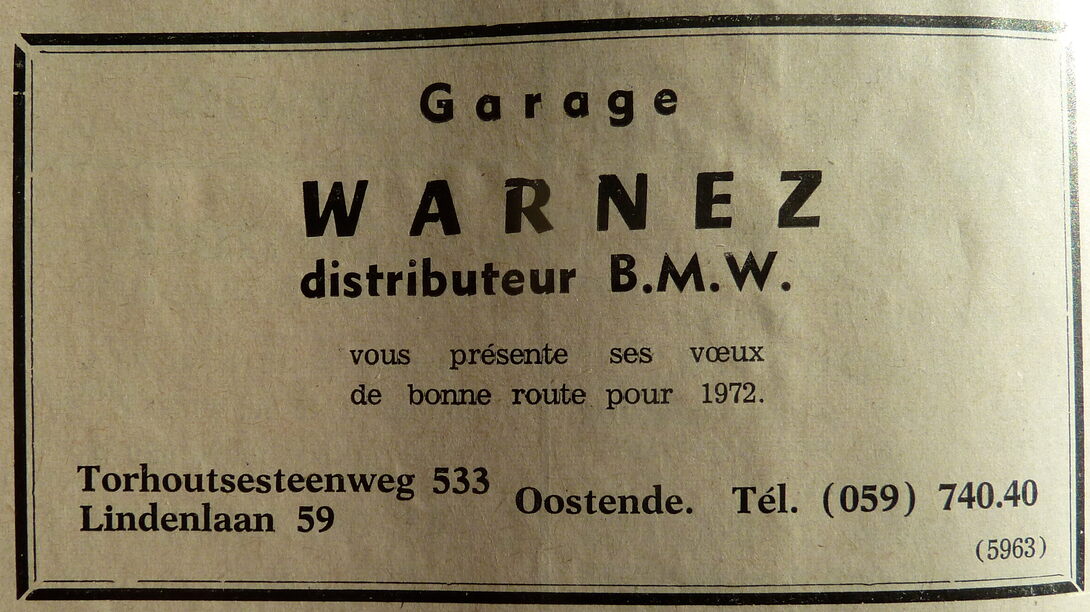 Garage
WARNEZ
distributeur B.M.W.
vous présente ses vœux
de bonne route pour 1972.
Torhoutsesteenweg 533
Lindenlaan 59
Oostende. Tél. (059) 740.40
(5963)